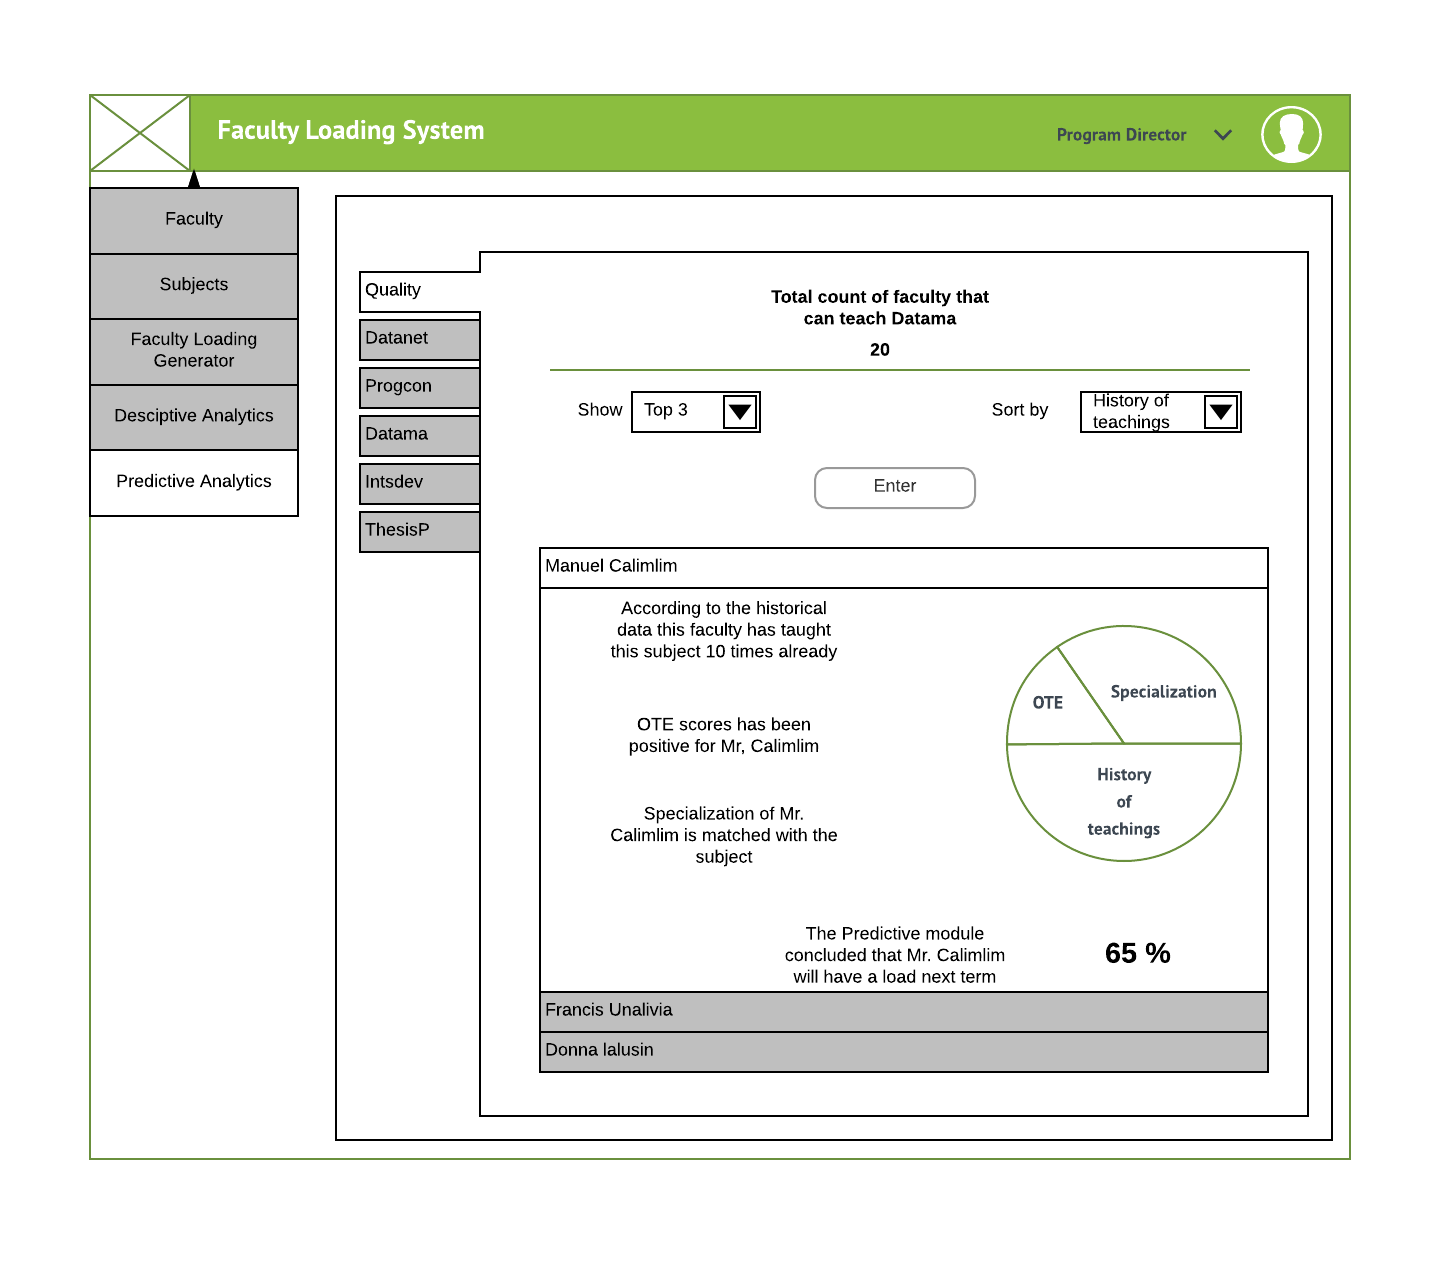 Faculty Loading System
Program Director
Faculty
Subjects
Faculty Loading
Generator
Desciptive Analytics
Predictive Analytics
Quality
Datanet
Progcon
Datama
Intsdev
ThesisP
Total count of faculty that
can teach Datama
20
Show
Top 3
Sort by
History of
teachings
Enter
Manuel Calimlim
According to the historical
data this faculty has taught
this subject 10 times already
OTE scores has been
positive for Mr, Calimlim
Specialization of Mr.
Calimlim is matched with the
subject
OTE
Specialization
History
of
teachings
The Predictive module
concluded that Mr. Calimlim
will have a load next term
65 %
Francis Unalivia
Donna lalusin